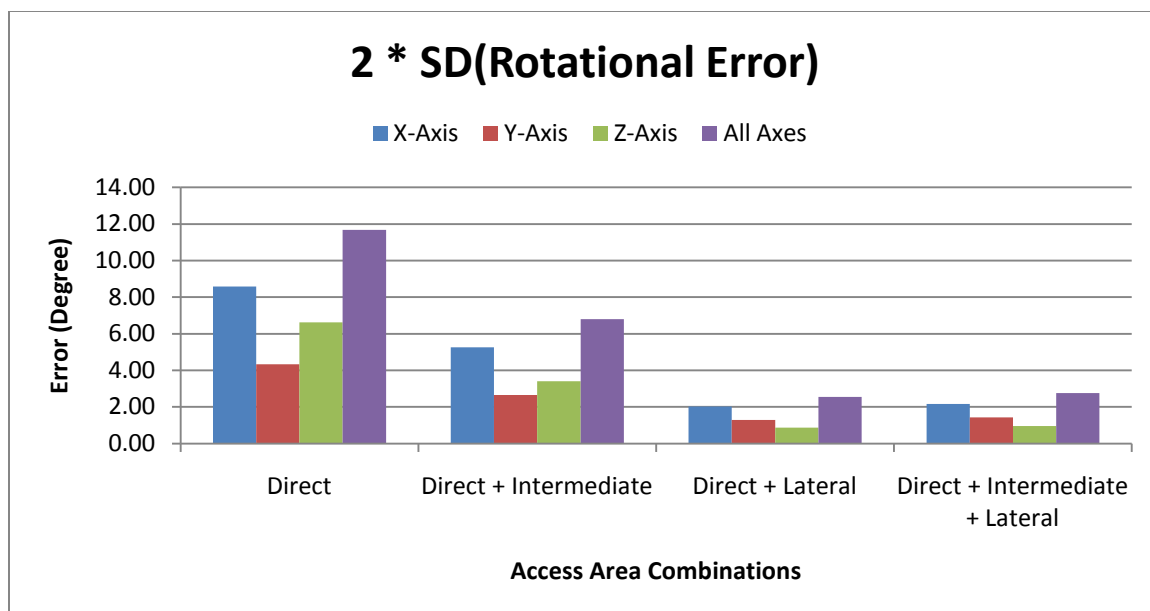 2 * SD(Rotational Error)
X-Axis Y-Axis Z-Axis All Axes
14.00
12.00
10.00
8.00
6.00
4.00
2.00
0.00
Error (Degree)
Direct Direct + Intermediate Direct + Lateral Direct + Intermediate
+ Lateral
Access Area Combinations